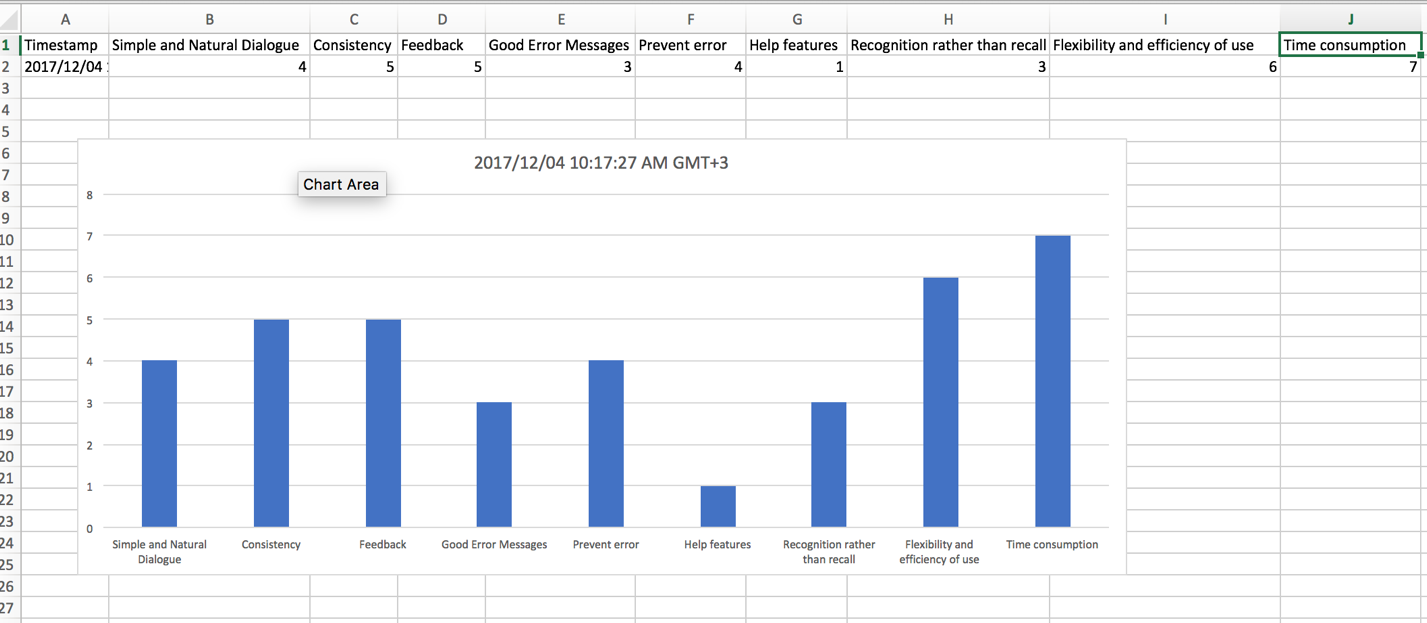 A B C D E F G H I J
1 Timestamp Simple and Natural Dialogue Consistency Feedback Good Error Messages Prevent error Help features Recognition rather than recall Flexibility and efficiency of use Time consumption
2 2017/12/04 4 5 5 3 4 1 3 6 7
3
4
5
6
7
8
9
10
11
12
13
14
15
16
17
18
19
20
21
22
23
24
25
26
27
2017/12/04 10:17:27 AM GMT+3
Chart Area
8
7
6
5
4
3
2
1
0
Simple and Natural
Dialogue
Consistency
Feedback
Good Error Messages
Prevent error
Help features
Recognition rather
than recall
Flexibility and
efficiency of use
Time consumption